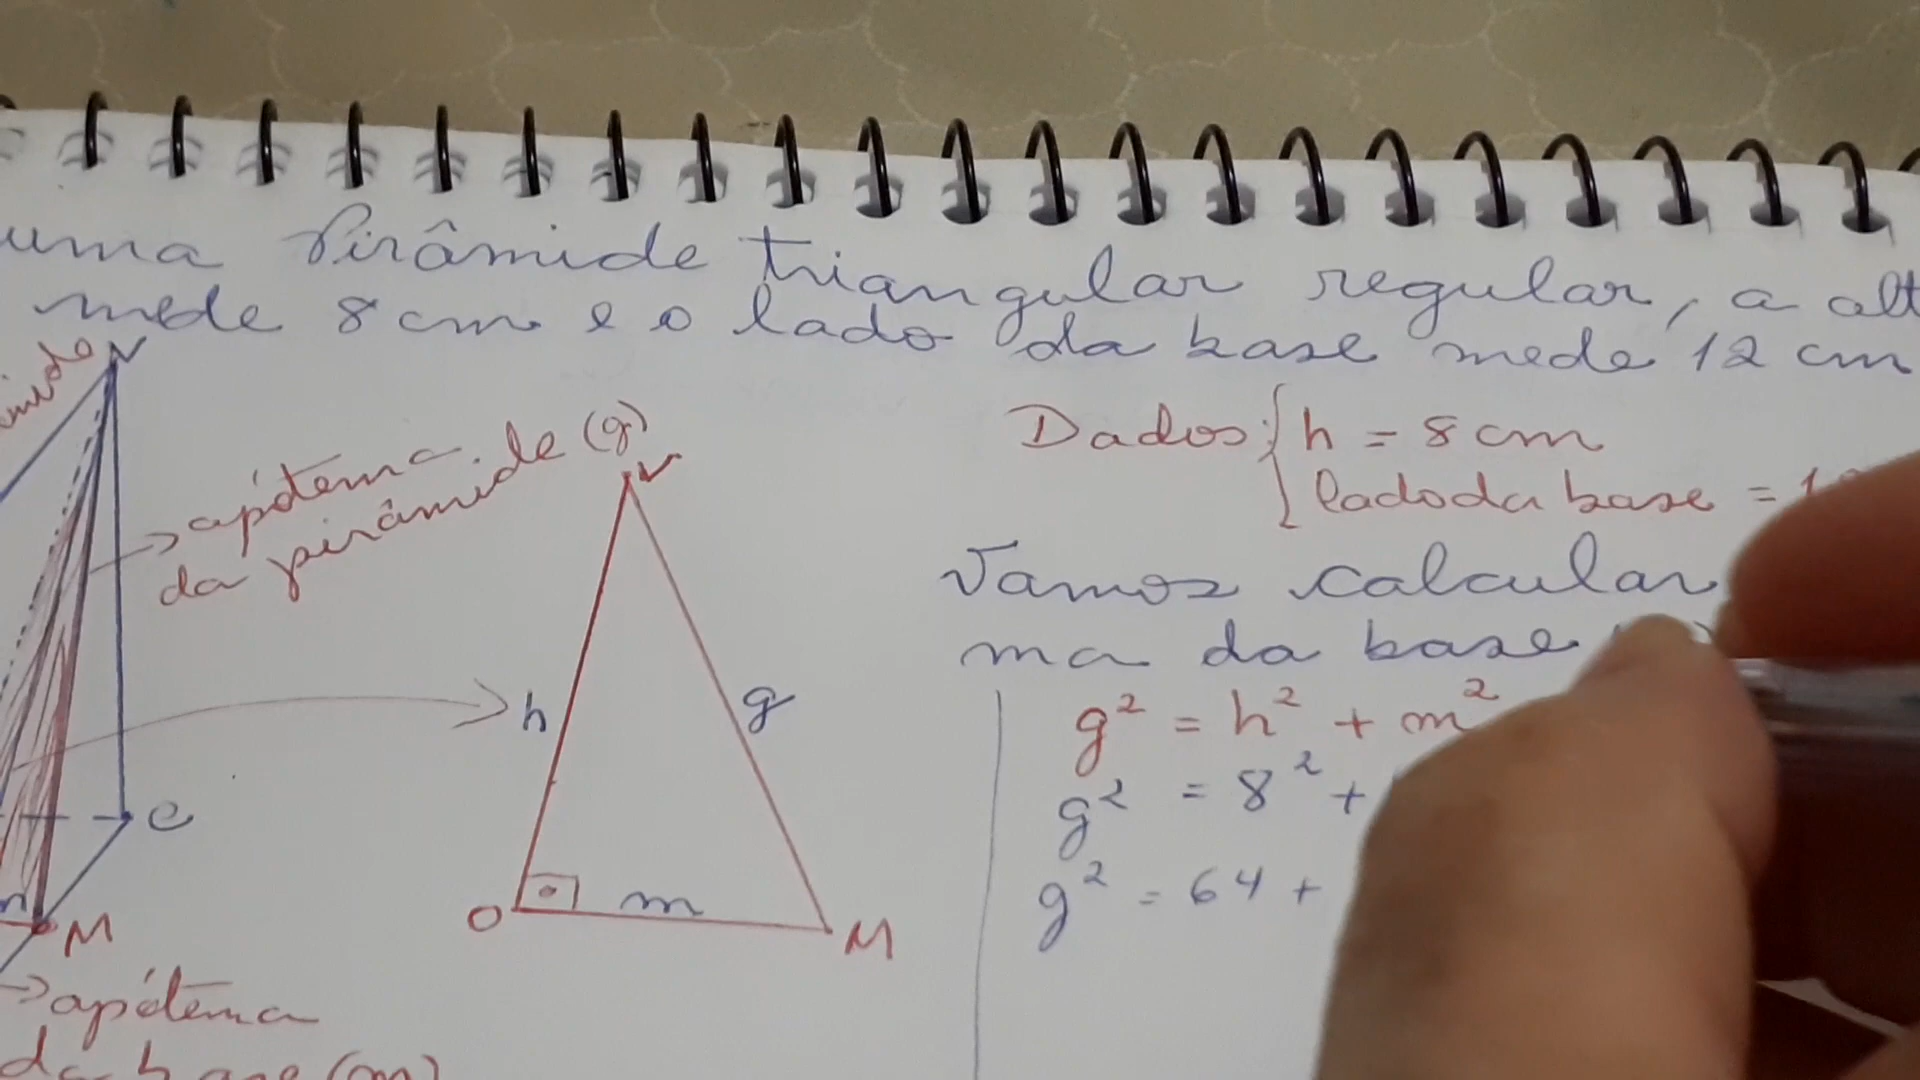 uma Pirâmide triangular regular, a alt
mede 8 cm e o lado da base mede 12 cm
V
apótema
da pirâmide (g)
V
Dados: h = 8 cm
lado da base =
Vamos calcular
ma da base
g² = h² + m²
g² = 8² +
g² = 64 +
h
g
C
O
m
M
M
apótema
da base (m)